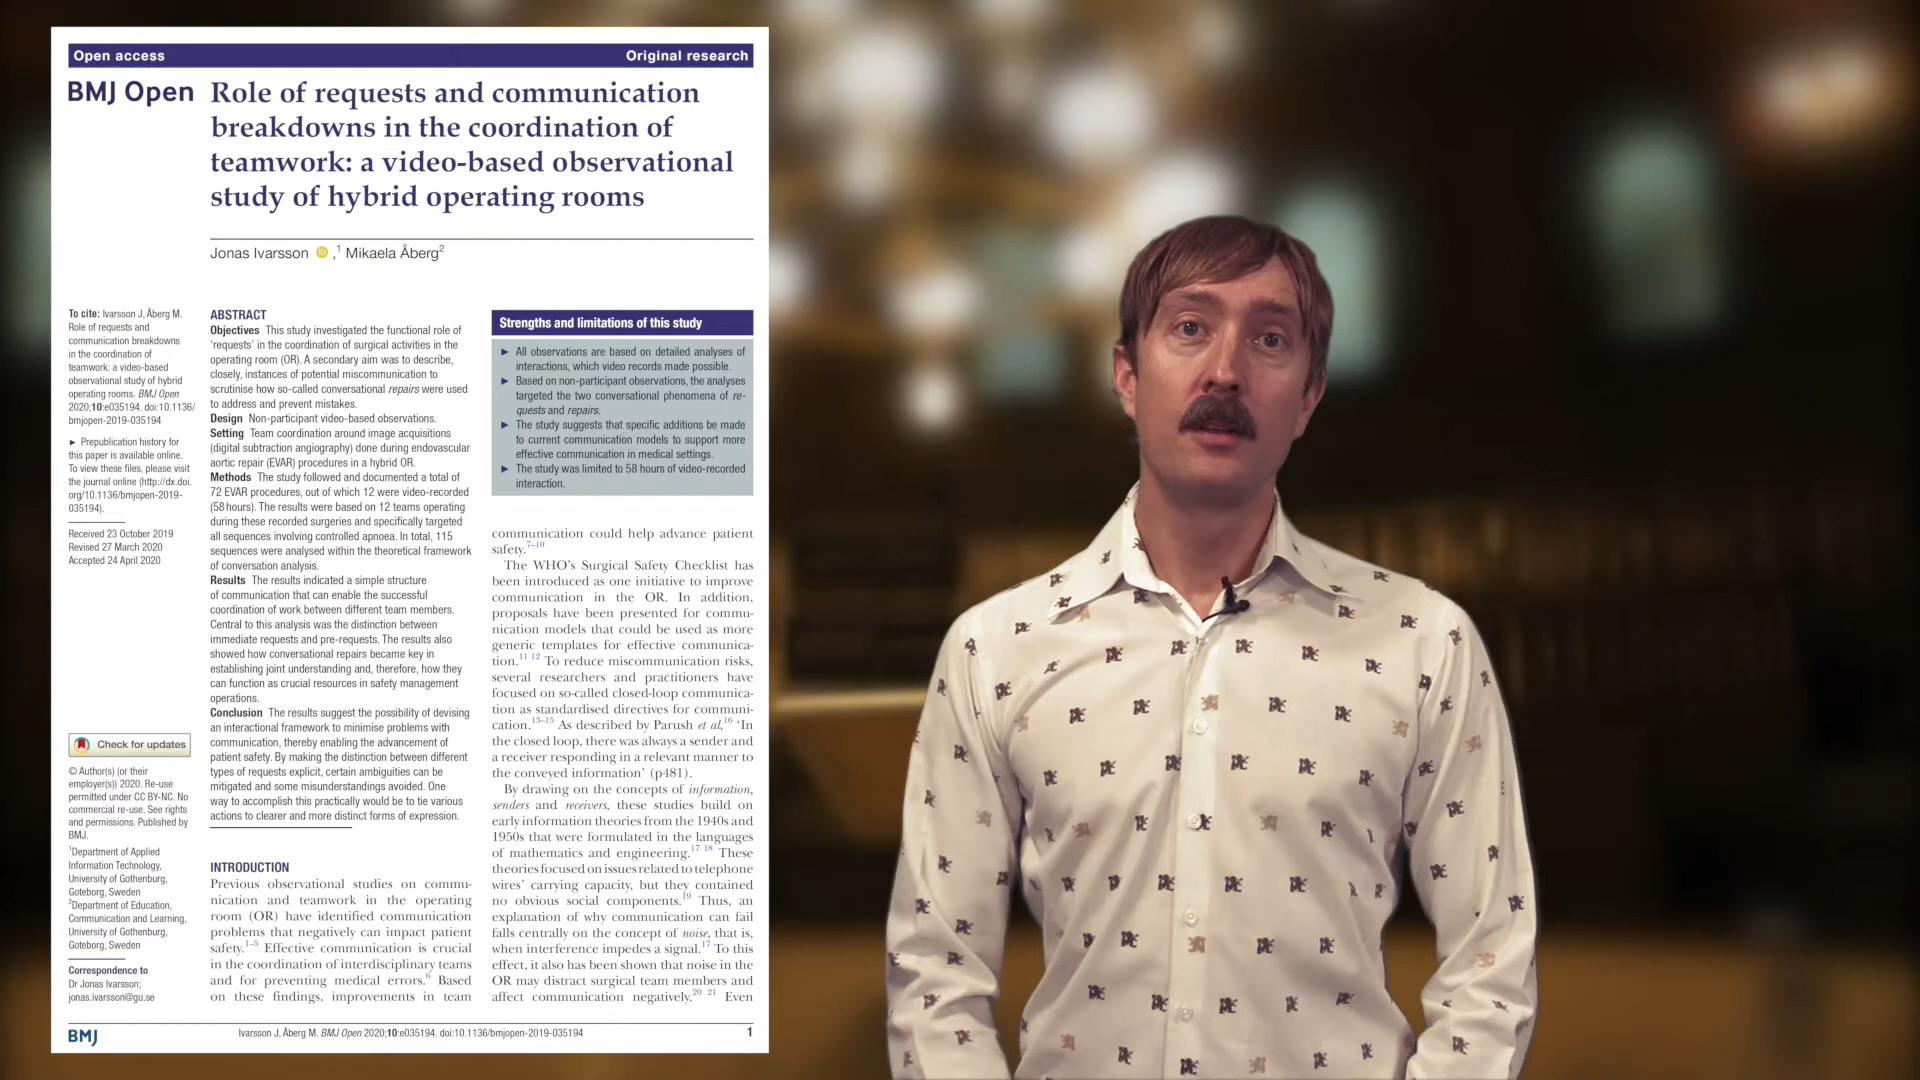 Open access
Original research
BMJ Open
Role of requests and communication
breakdowns in the coordination of
teamwork: a video-based observational
study of hybrid operating rooms
Jonas Ivarsson iD ,1 Mikaela Åberg2
To cite: Ivarsson J, Åberg M.
Role of requests and
communication breakdowns
in the coordination of
teamwork: a video-based
observational study of hybrid
operating rooms. BMJ Open
2020;10:e035194. doi:10.1136/
bmjopen-2019-035194
► Prepublication history for
this paper is available online.
To view these files, please visit
the journal online (http://dx.doi.
org/10.1136/bmjopen-2019-
035194).
Received 23 October 2019
Revised 27 March 2020
Accepted 24 April 2020
Check for updates
© Author(s) (or their
employer(s)) 2020. Re-use
permitted under CC BY-NC. No
commercial re-use. See rights
and permissions. Published by
BMJ.
1Department of Applied
Information Technology,
University of Gothenburg,
Goteborg, Sweden
2Department of Education,
Communication and Learning,
University of Gothenburg,
Goteborg, Sweden
Correspondence to
Dr Jonas Ivarsson;
jonas.ivarsson@gu.se
ABSTRACT
Objectives This study investigated the functional role of
'requests' in the coordination of surgical activities in the
operating room (OR). A secondary aim was to describe,
closely, instances of potential miscommunication to
scrutinise how so-called conversational repairs were used
to address and prevent mistakes.
Design Non-participant video-based observations.
Setting Team coordination around image acquisitions
(digital subtraction angiography) done during endovascular
aortic repair (EVAR) procedures in a hybrid OR.
Methods The study followed and documented a total of
72 EVAR procedures, out of which 12 were video-recorded
(58 hours). The results were based on 12 teams operating
during these recorded surgeries and specifically targeted
all sequences involving controlled apnoea. In total, 115
sequences were analysed within the theoretical framework
of conversation analysis.
Results The results indicated a simple structure
of communication that can enable the successful
coordination of work between different team members.
Central to this analysis was the distinction between
immediate requests and pre-requests. The results also
showed how conversational repairs became key in
establishing joint understanding and, therefore, how they
can function as crucial resources in safety management
operations.
Conclusion The results suggest the possibility of devising
an interactional framework to minimise problems with
communication, thereby enabling the advancement of
patient safety. By making the distinction between different
types of requests explicit, certain ambiguities can be
mitigated and some misunderstandings avoided. One
way to accomplish this practically would be to tie various
actions to clearer and more distinct forms of expression.
INTRODUCTION
Previous observational studies on commu-
nication and teamwork in the operating
room (OR) have identified communication
problems that negatively can impact patient
safety.1–5 Effective communication is crucial
in the coordination of interdisciplinary teams
and for preventing medical errors.6 Based
on these findings, improvements in team
Strengths and limitations of this study
► All observations are based on detailed analyses of
interactions, which video records made possible.
► Based on non-participant observations, the analyses
targeted the two conversational phenomena of re-
quests and repairs.
► The study suggests that specific additions be made
to current communication models to support more
effective communication in medical settings.
► The study was limited to 58 hours of video-recorded
interaction.
communication could help advance patient
safety.7–10
The WHO's Surgical Safety Checklist has
been introduced as one initiative to improve
communication in the OR. In addition,
proposals have been presented for commu-
nication models that could be used as more
generic templates for effective communica-
tion.11 12 To reduce miscommunication risks,
several researchers and practitioners have
focused on so-called closed-loop communica-
tion as standardised directives for communi-
cation.13–15 As described by Parush et al,16 'In
the closed loop, there was always a sender and
a receiver responding in a relevant manner to
the conveyed information' (p481).
By drawing on the concepts of information,
senders and receivers, these studies build on
early information theories from the 1940s and
1950s that were formulated in the languages
of mathematics and engineering.17 18 These
theories focused on issues related to telephone
wires' carrying capacity, but they contained
no obvious social components.19 Thus, an
explanation of why communication can fail
falls centrally on the concept of noise, that is,
when interference impedes a signal.17 To this
effect, it also has been shown that noise in the
OR may distract surgical team members and
affect communication negatively.20 21 Even
BMJ
Ivarsson J, Åberg M. BMJ Open 2020;10:e035194. doi:10.1136/bmjopen-2019-035194
1